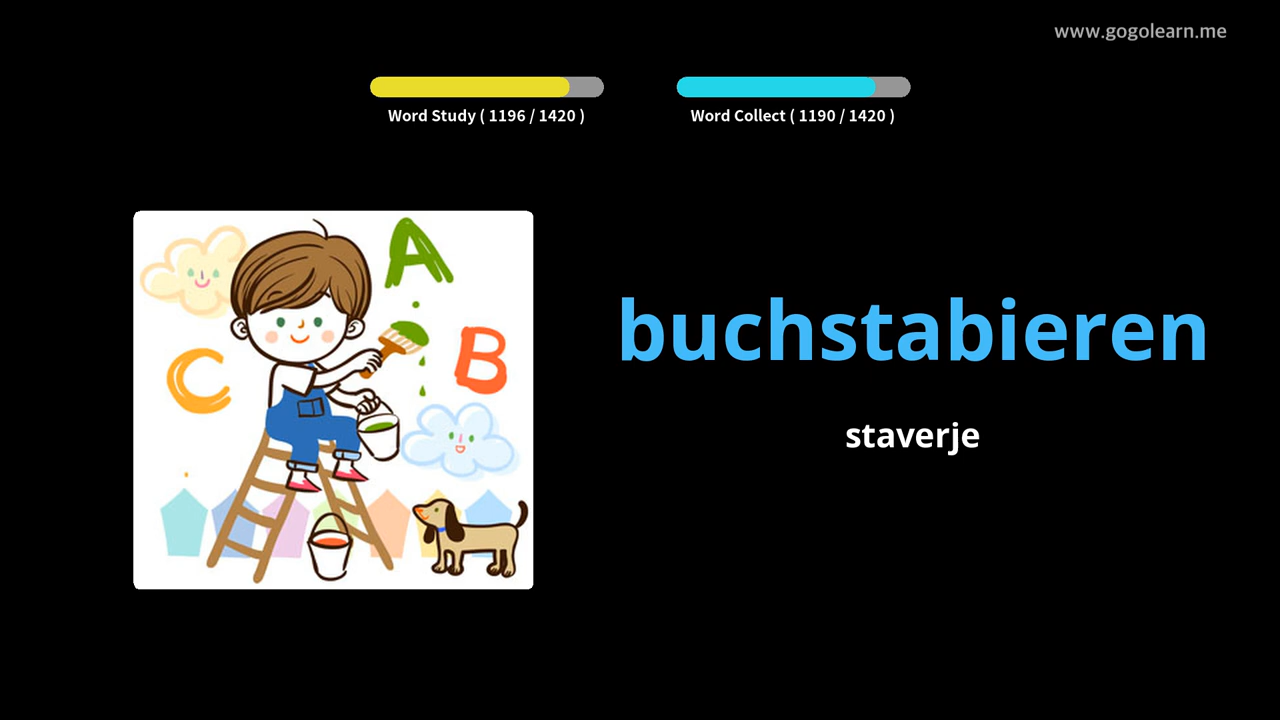 www.gogolearn.me
Word Study ( 1196 / 1420 )
Word Collect ( 1190 / 1420 )
A
B
C
buchstabieren
staverje